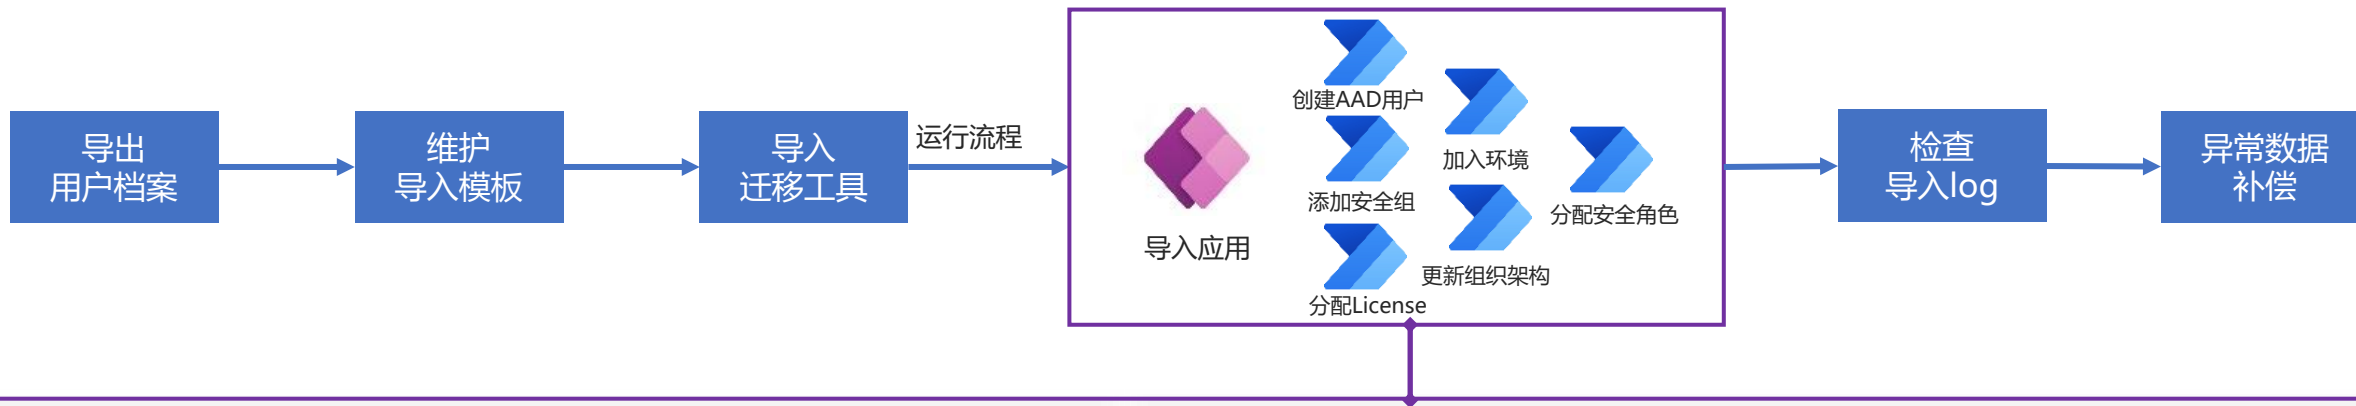 导出
用户档案
维护
导入模板
导入
迁移工具
运行流程
导入应用
创建AAD用户
添加安全组
分配License
加入环境
更新组织架构
分配安全角色
检查
导入log
异常数据
补偿